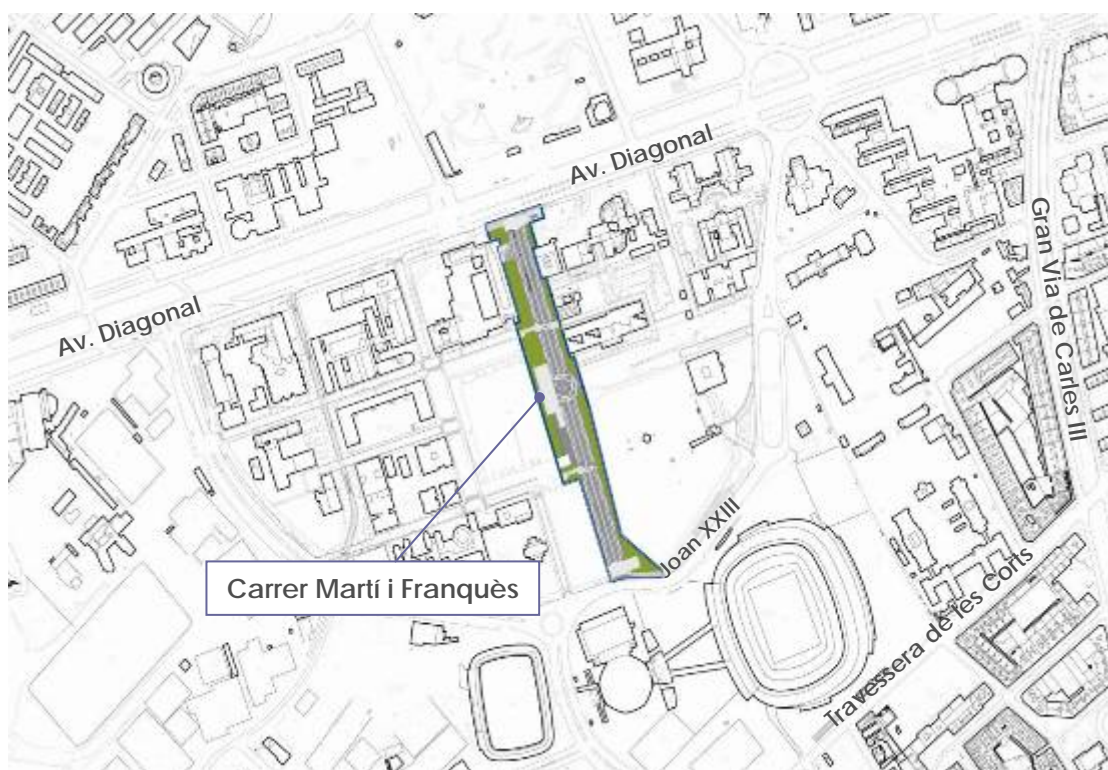 Av. Diagonal
Av. Diagonal
Gran Via de Carles III
Joan XXIII
Carrer Martí i Franquès
Travessera de les Corts